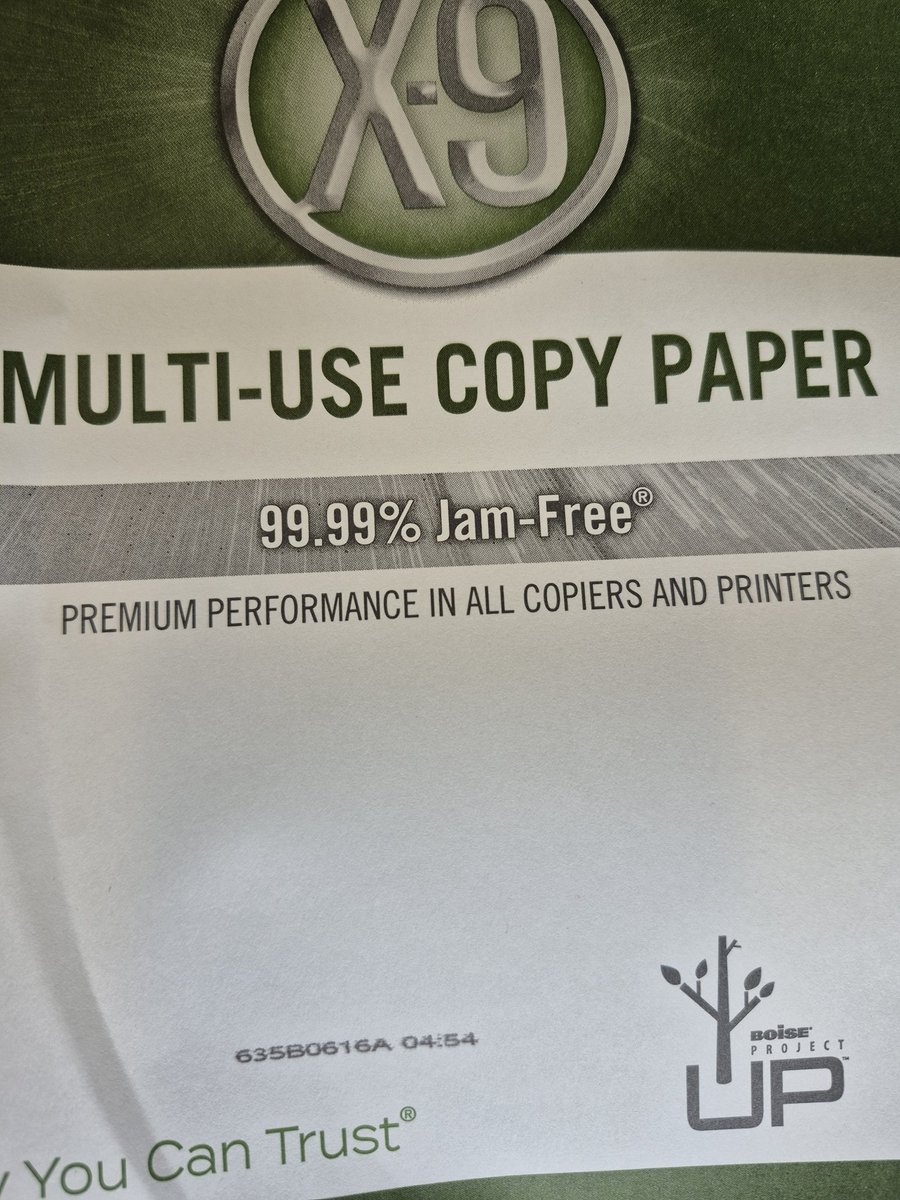 X-9
MULTI-USE COPY PAPER
99.99% Jam-Free®
PREMIUM PERFORMANCE IN ALL COPIERS AND PRINTERS
BOiSE®
PROJECT
UP™
635B0616A 04:54
You Can Trust®